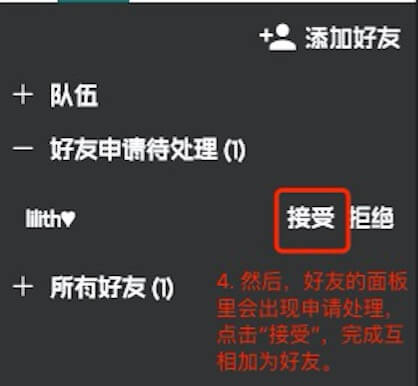 添加好友
队伍
好友申请待处理 (1)
lilith♥
接受 拒绝
所有好友 (1)
4. 然后，好友的面板
里会出现申请处理，
点击“接受”，完成互
相加为好友。